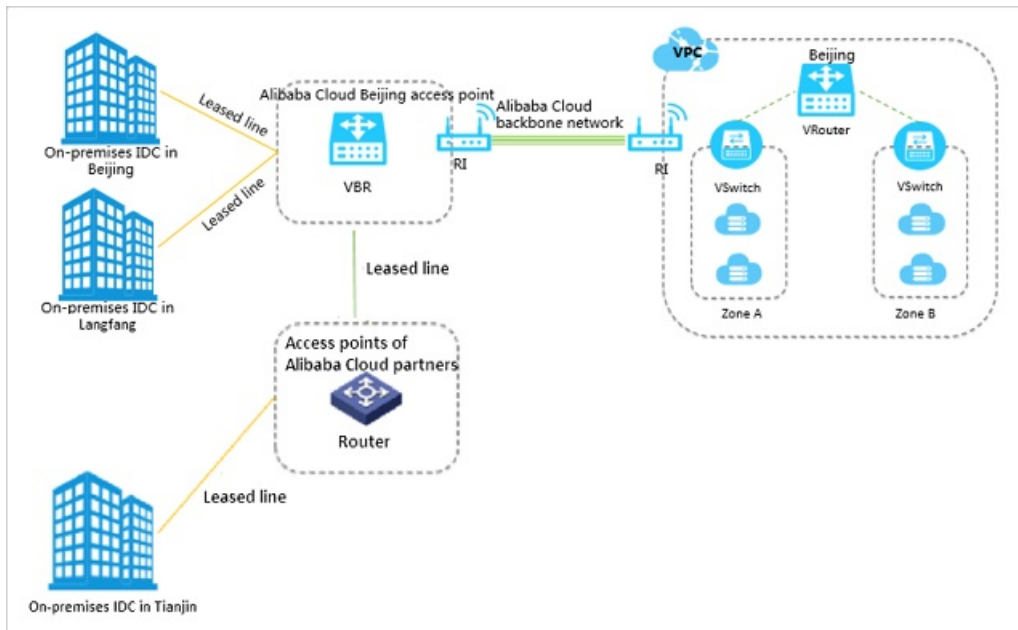 On-premises IDC in
Beijing
Leased line
Leased line
On-premises IDC in
Langfang
Alibaba Cloud Beijing access point
VBR
RI
Alibaba Cloud
backbone network
RI
VPC
Beijing
VRouter
VSwitch
VSwitch
Zone A
Zone B
Leased line
Access points of
Alibaba Cloud partners
Router
Leased line
On-premises IDC in Tianjin